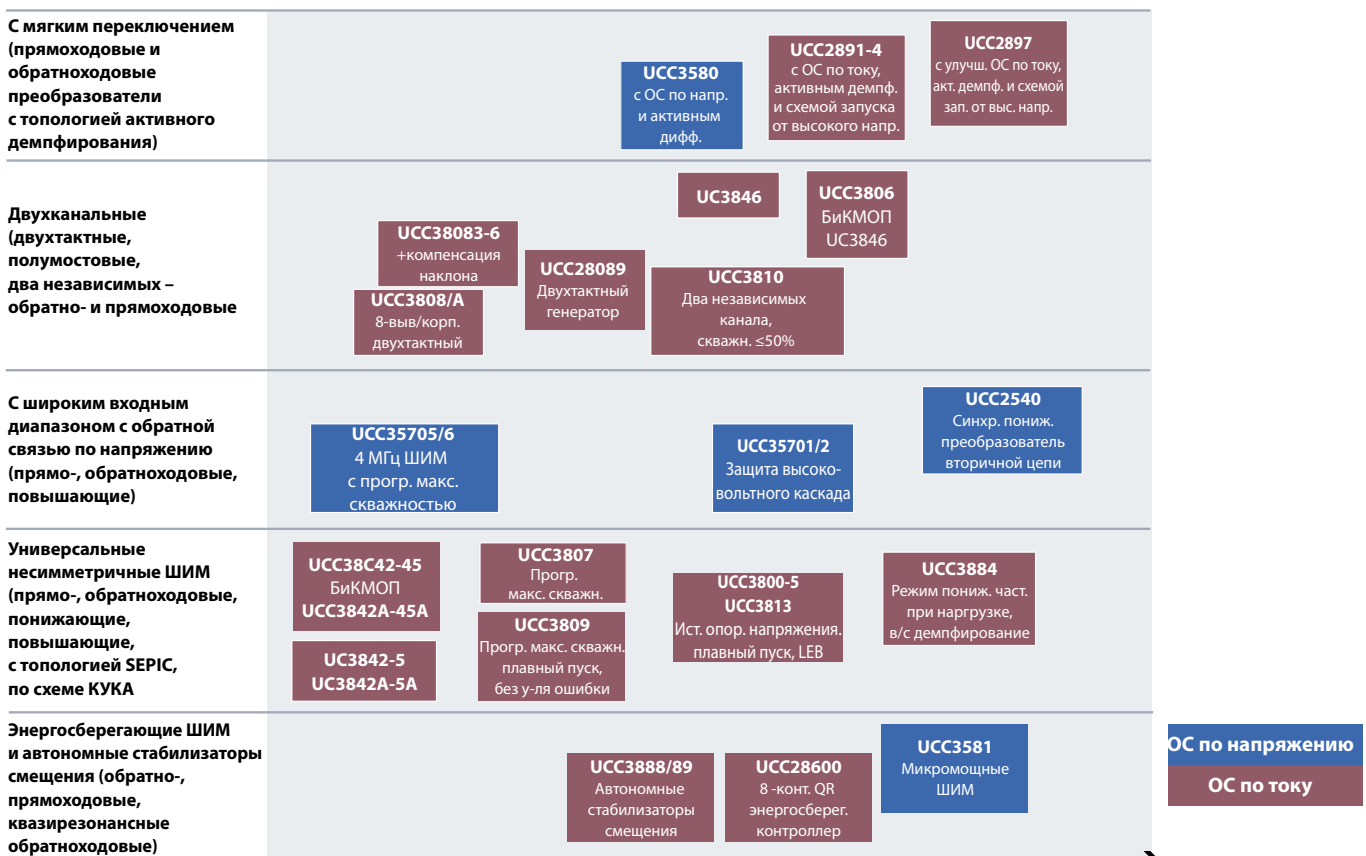 С мягким переключением
(прямоходовые и
обратноходовые
преобразователи
с топологией активного
демпфирования)
UCC3580
с ОС по напр.
и активным
дифф.
UCC2891-4
с ОС по току,
активным демпф.
и схемой запуска
от высокого напр.
UCC2897
с улучш. ОС по току,
акт. демпф. и схемой
зап. от выс. напр.
Двухканальные
(двухтактные,
полумостовые,
два независимых –
обратно- и прямоходовые
UCC38083-6
+компенсация
наклона
UCC3808/A
8-выв/корп.
двухтактный
UCC28089
Двухтактный
генератор
UC3846
UCC3810
Два независимых
канала,
скважн. ≤50%
UCC3806
БиКМОП
UC3846
С широким входным
диапазоном с обратной
связью по напряжению
(прямо-, обратноходовые,
повышающие)
UCC35705/6
4 МГц ШИМ
с прогр. макс.
скважностью
UCC35701/2
Защита высоко-
вольтного каскада
UCC2540
Синхр. пониж.
преобразователь
вторичной цепи
Универсальные
несимметричные ШИМ
(прямо-, обратноходовые,
понижающие,
повышающие,
с топологией SEPIC,
по схеме КУКА
UCC38C42-45
БиКМОП
UCC3842A-45A
UC3842-5
UC3842A-5A
UCC3807
Прогр.
макс. скважн.
UCC3809
Прогр. макс. скважн.
плавный пуск,
без у-ля ошибки
UCC3800-5
UCC3813
Ист. опор. напряжения.
плавный пуск, LEB
UCC3884
Режим пониж. част.
при наргрузке,
в/с демпфирование
Энергосберегающие ШИМ
и автономные стабилизаторы
смещения (обратно-,
прямоходовые,
квазирезонансные
обратноходовые)
UCC3888/89
Автономные
стабилизаторы
смещения
UCC28600
8 -конт. QR
энергосберег.
контроллер
UCC3581
Микромощные
ШИМ
ОС по напряжению
ОС по току